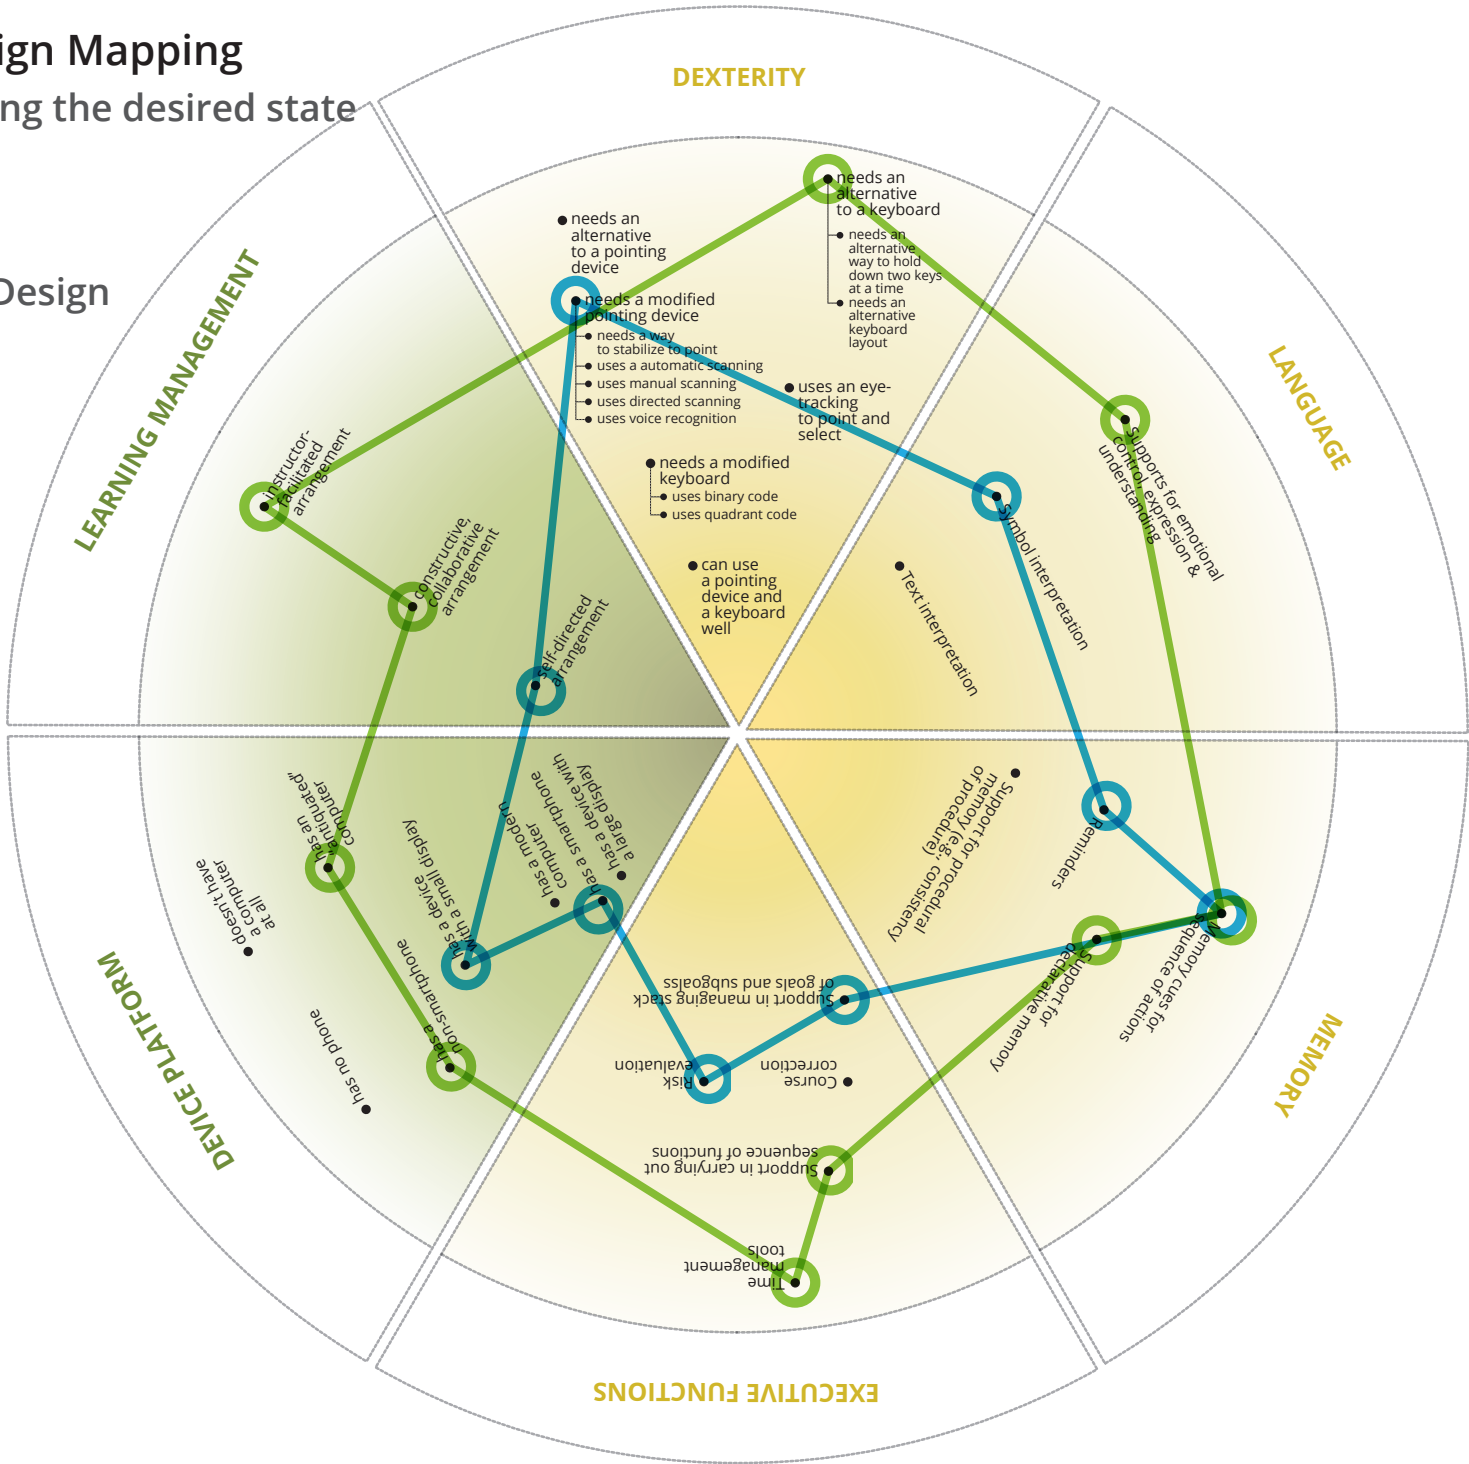 ign Mapping
ng the desired state
Design
DEXTERITY
needs an
alternative
to a keyboard
needs an
alternative
way to hold
down two keys
at a time
needs an
alternative
keyboard
layout
needs an
alternative
to a pointing
device
needs a modified
pointing device
needs a way
to stabilize to point
uses a automatic scanning
uses manual scanning
uses directed scanning
uses voice recognition
uses an eye-
tracking
to point and
select
needs a modified
keyboard
uses binary code
uses quadrant code
can use
a pointing
device and
a keyboard
well
LANGUAGE
Supports for emotional
control, expression &
understanding
Symbol interpretation
Text interpretation
MEMORY
Support for procedural
memory (e.g., consistency
of procedure)
Reminders
Memory cues for
sequence of actions
Support for
declarative memory
EXECUTIVE FUNCTIONS
Support in managing stack
of goals and subgoalss
Risk
evaluation
Course
correction
Support in carrying out
sequence of functions
Time
management
tools
DEVICE PLATFORM
has a device with
a large display
has a smartphone
has a modern
computer
has a device
with a small display
has an
"antiquated"
computer
has a
non-smartphone
doesn't have
a computer
at all
has no phone
LEARNING MANAGEMENT
instructor-
facilitated
arrangement
constructive,
collaborative
arrangement
self-directed
arrangement